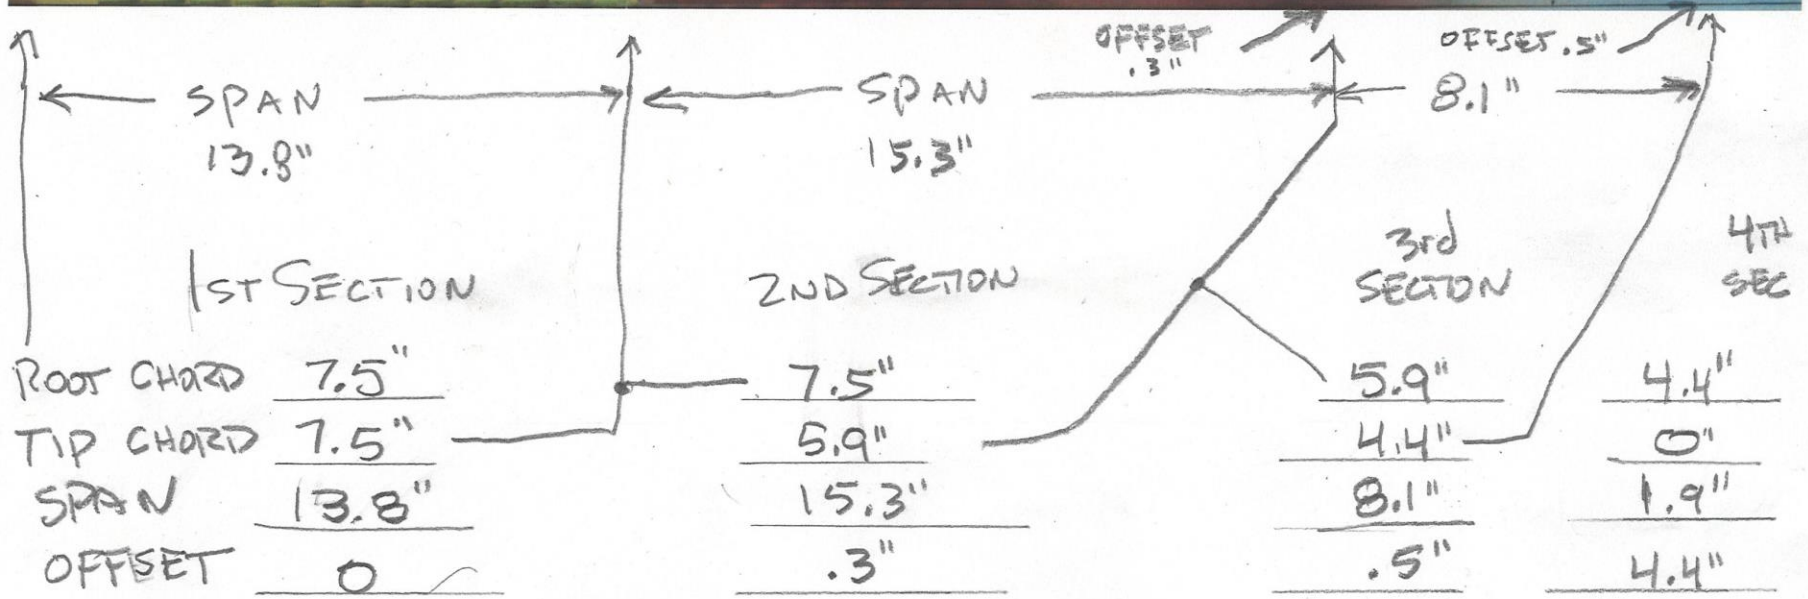 OFFSET OFFSET .5"
.3"
SPAN SPAN 8.1"
13.8" 15.3"
1ST SECTION 2ND SECTION 3rd SECTON 4TH SEC
ROOT CHORD 7.5" 7.5" 5.9" 4.4"
TIP CHORD 7.5" 5.9" 4.4" 0"
SPAN 13.8" 15.3" 8.1" 1.9"
OFFSET 0 .3" .5" 4.4"